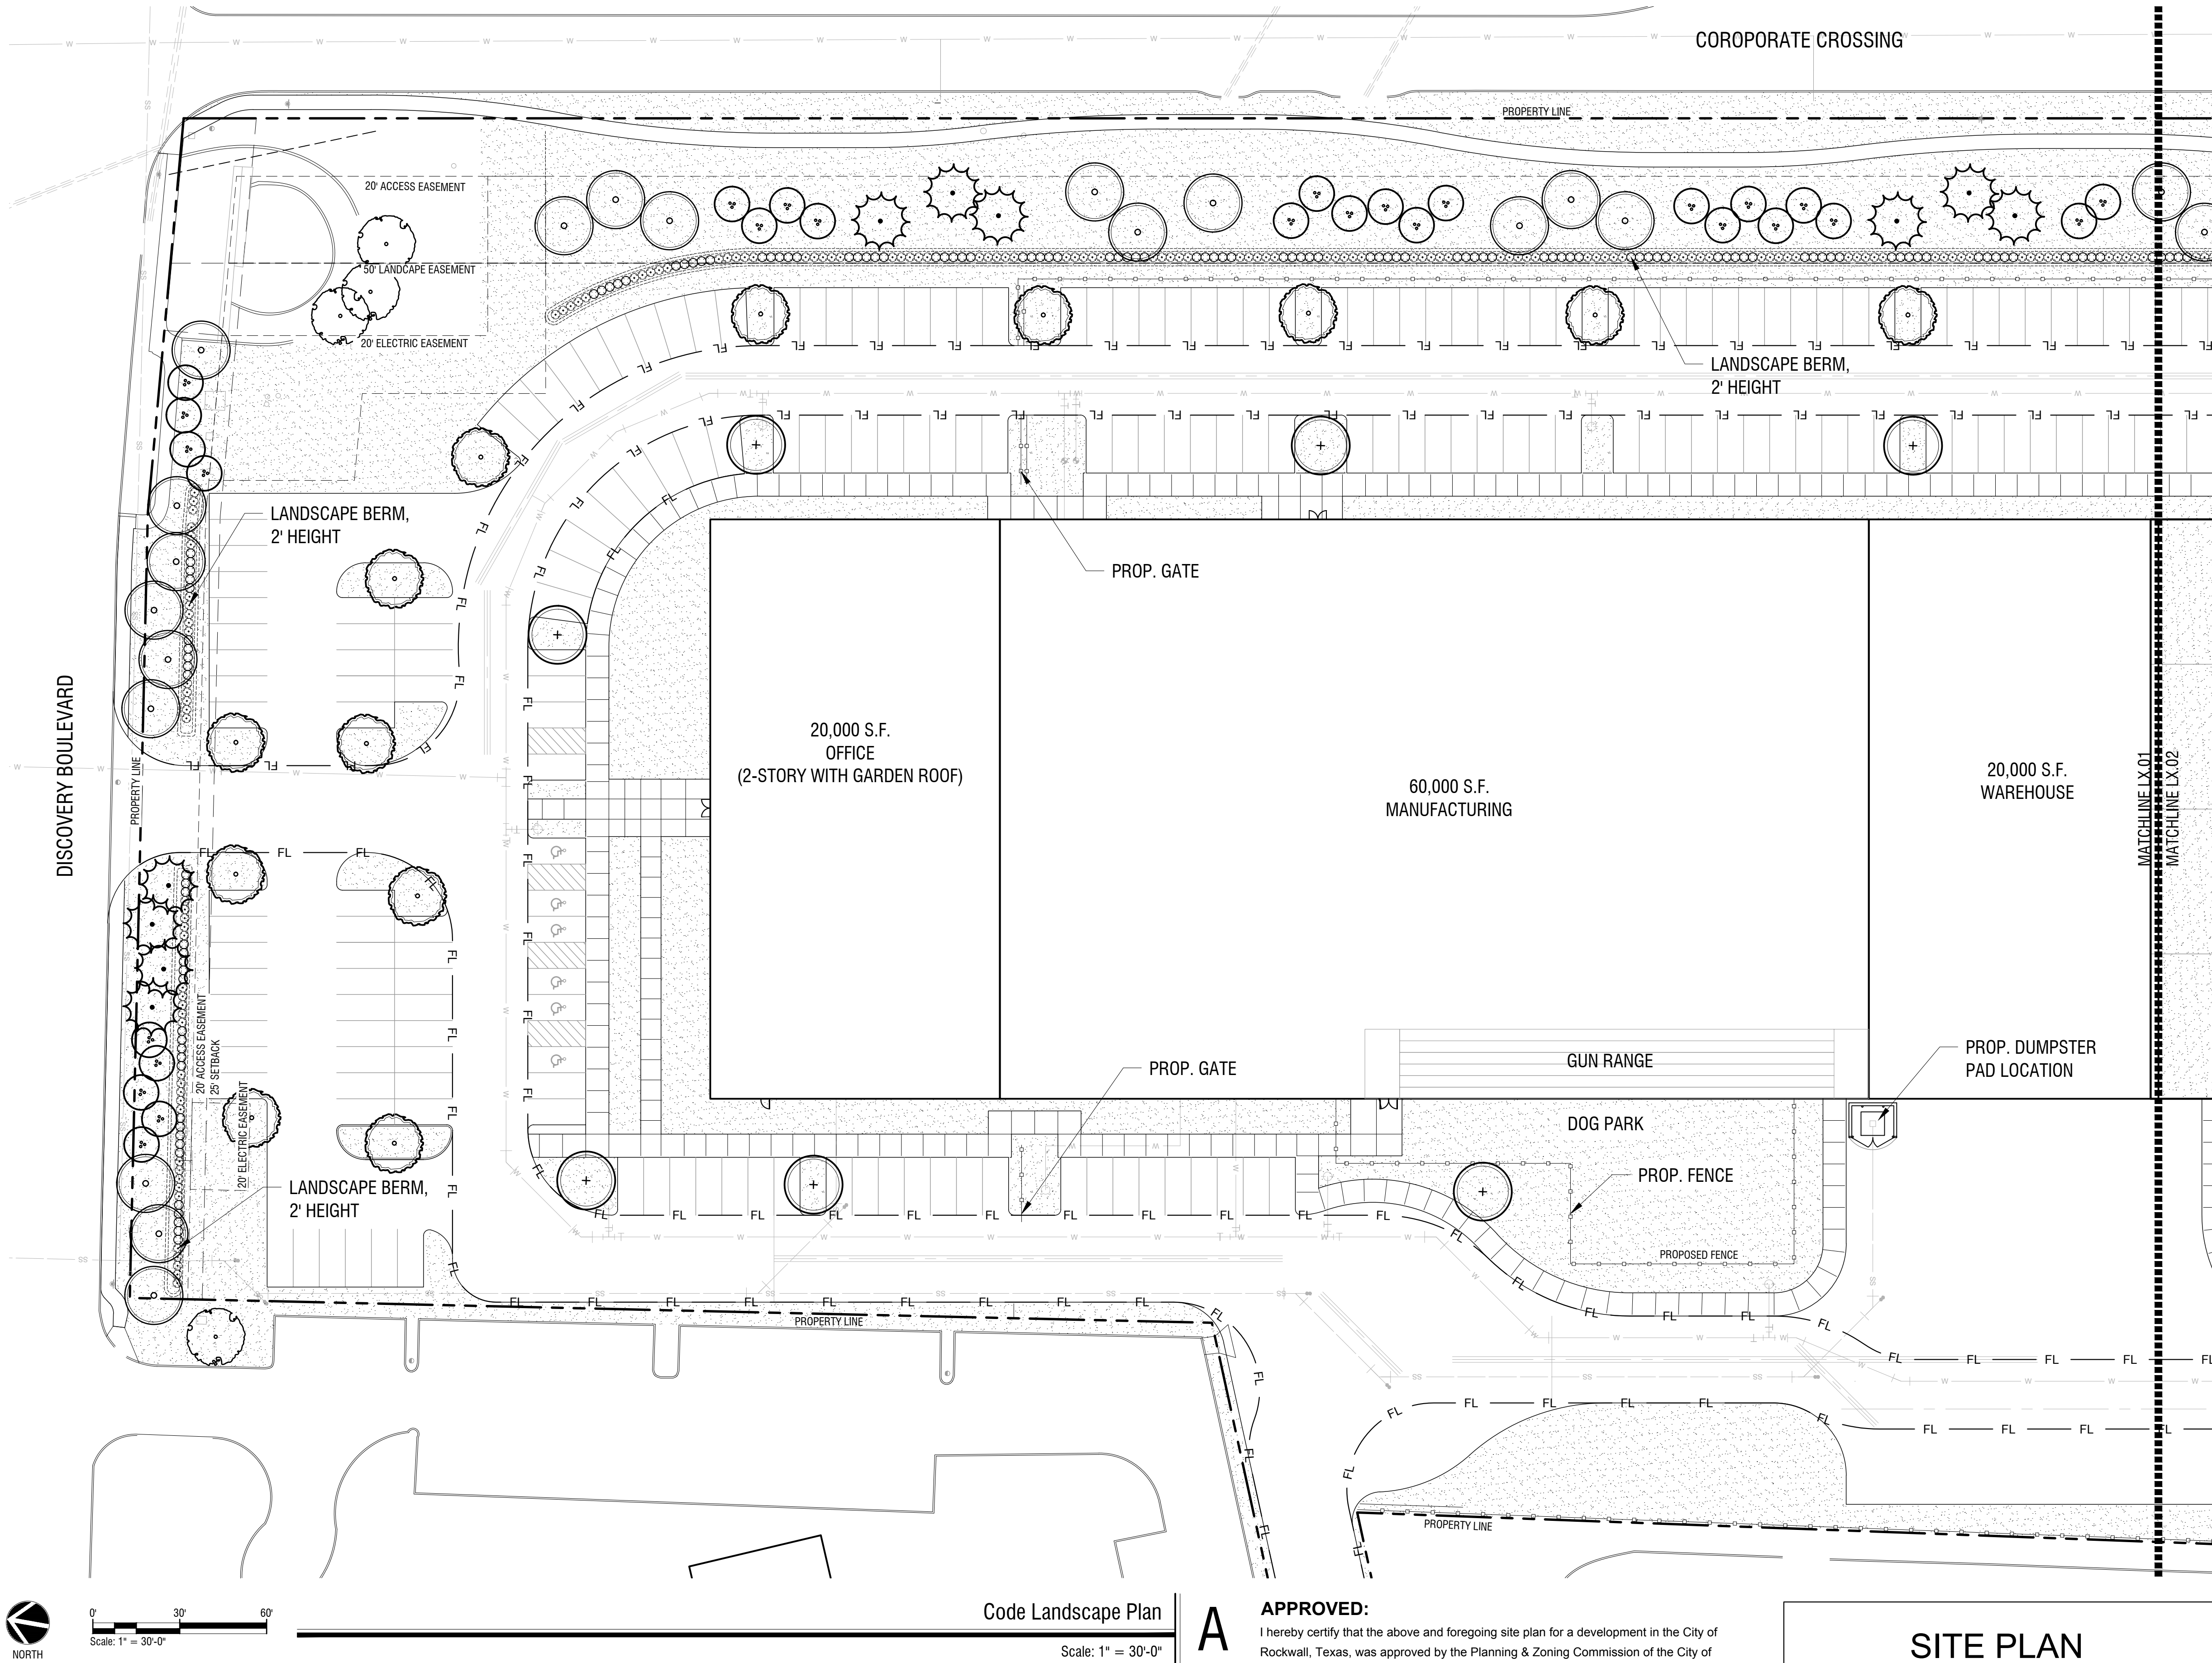 COROPORATE CROSSING
PROPERTY LINE
20' ACCESS EASEMENT
50' LANDCAPE EASEMENT
20' ELECTRIC EASEMENT
LANDSCAPE BERM,
2' HEIGHT
LANDSCAPE BERM,
2' HEIGHT
PROP. GATE
DISCOVERY BOULEVARD
PROPERTY LINE
20,000 S.F.
OFFICE
(2-STORY WITH GARDEN ROOF)
60,000 S.F.
MANUFACTURING
20,000 S.F.
WAREHOUSE
MATCHLINE LX.01
MATCHLINE LX.02
20' ACCESS EASEMENT
25' SETBACK
20' ELECTRIC EASEMENT
PROP. GATE
GUN RANGE
PROP. DUMPSTER
PAD LOCATION
DOG PARK
PROP. FENCE
LANDSCAPE BERM,
2' HEIGHT
PROPOSED FENCE
PROPERTY LINE
PROPERTY LINE
NORTH
0' 30' 60'
Scale: 1" = 30'-0"
Code Landscape Plan
Scale: 1" = 30'-0"
A
APPROVED:
I hereby certify that the above and foregoing site plan for a development in the City of
Rockwall, Texas, was approved by the Planning & Zoning Commission of the City of
SITE PLAN